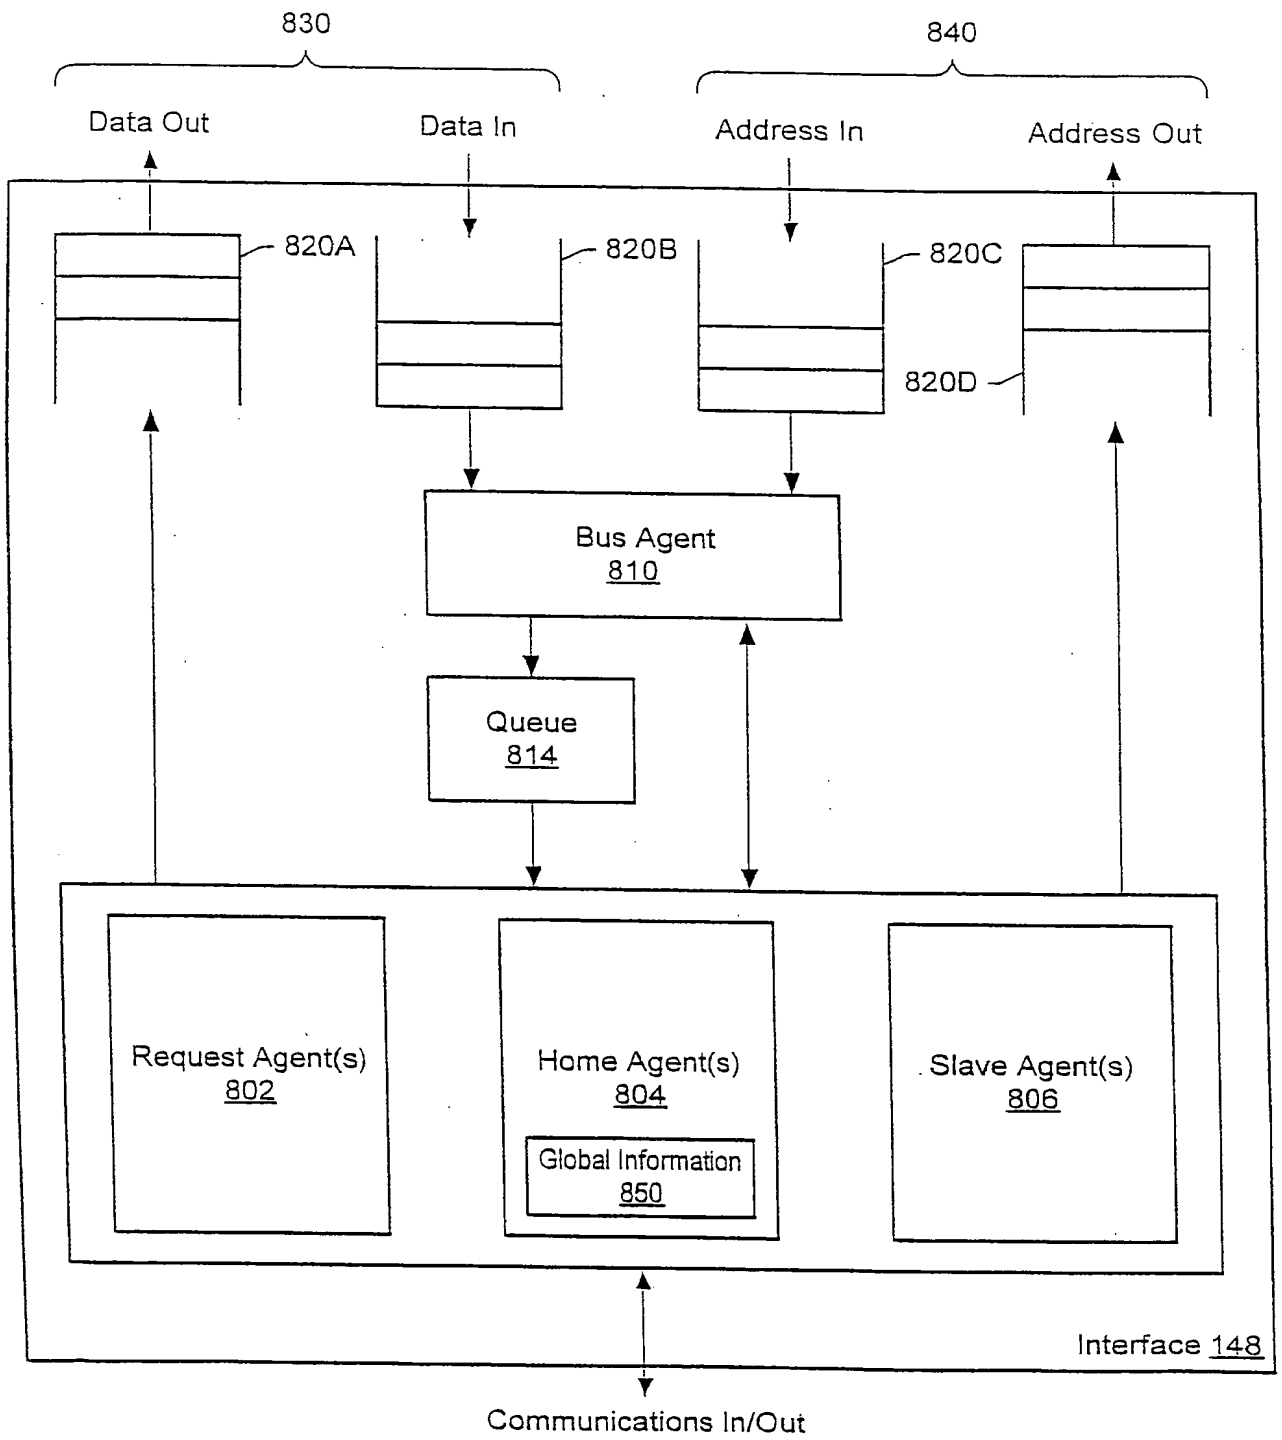 830
840
Data Out
Data In
Address In
Address Out
820A
820B
820C
820D
Bus Agent
810
Queue
814
Request Agent(s)
802
Home Agent(s)
804
Slave Agent(s)
806
Global Information
850
Interface 148
Communications In/Out